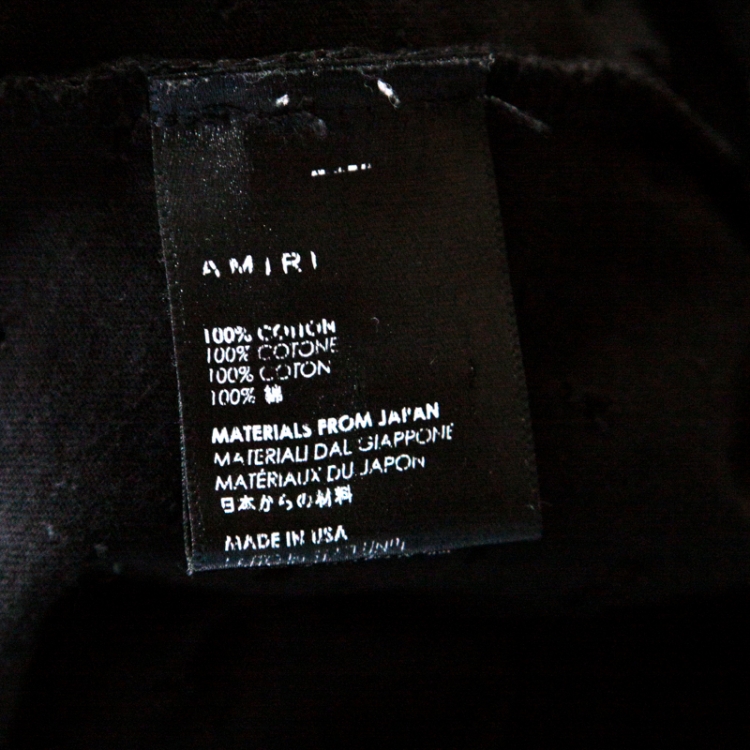 AMIRI
100% COTTON
100% COTONE
100% COTON
100% 綿
MATERIALS FROM JAPAN
MATERIALI DAL GIAPPONE
MATÉRIAUX DU JAPON
日本からの材料
MADE IN USA